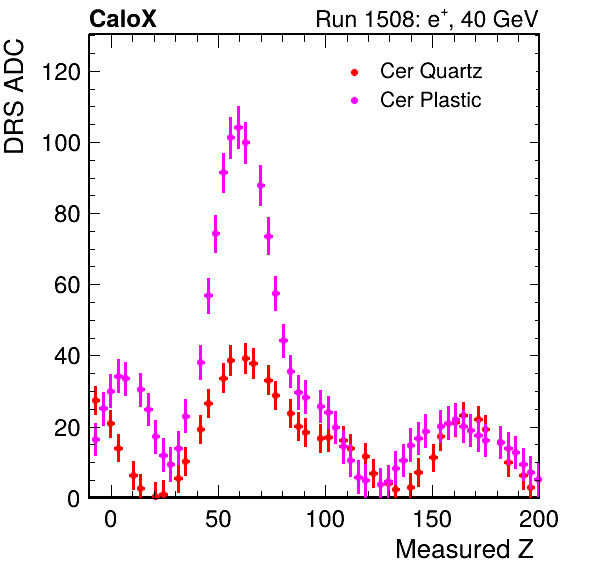 CaloX Run 1508: e⁺, 40 GeV
DRS ADC
Cer Quartz
Cer Plastic
120
100
80
60
40
20
0
0 50 100 150 200
Measured Z